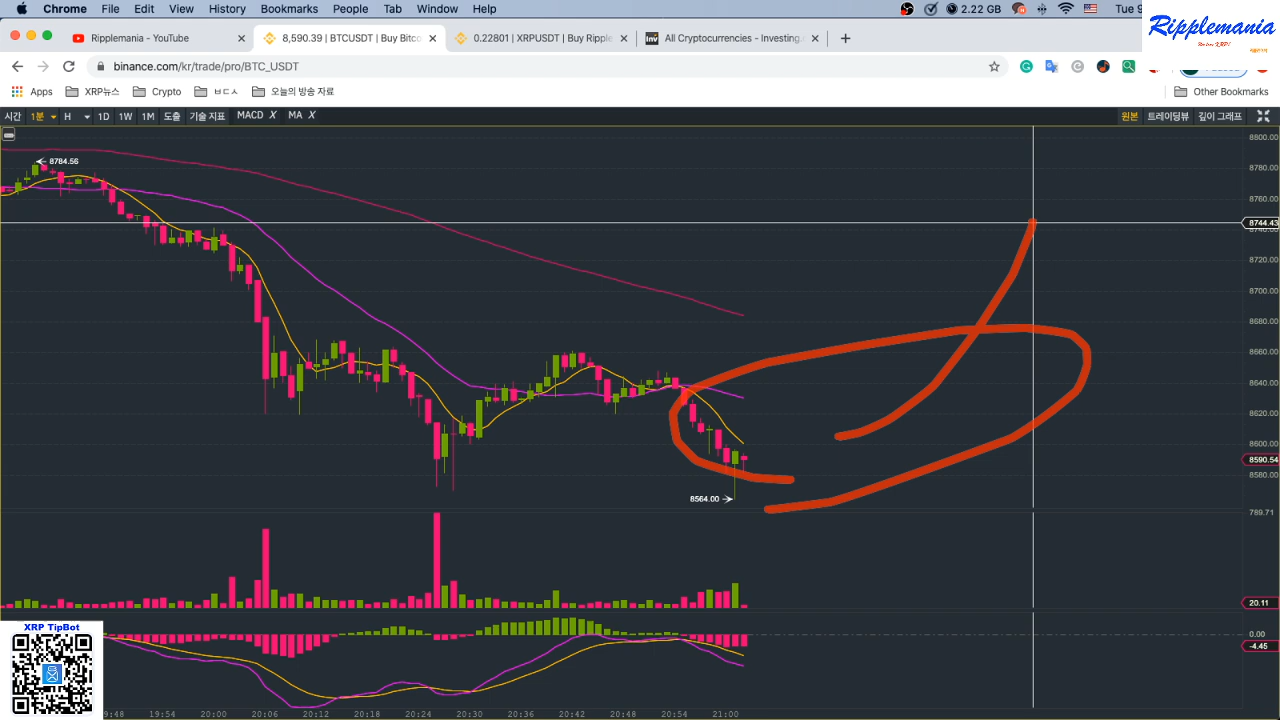 Chrome File Edit View History Bookmarks People Tab Window Help 2.22 GB Tue 9
Ripplemania
Ripplemania - YouTube 8,590.39 | BTCUSDT | Buy Bitco 0.22801 | XRPUSDT | Buy Ripple All Cryptocurrencies - Investing.
binance.com/kr/trade/pro/BTC_USDT
Apps XRP뉴스 Crypto ㅂㄷㅅ 오늘의 방송 자료 Other Bookmarks
시간 1분 H 1D 1W 1M 도출 기술 지표 MACD X MA X 원본 트레이딩뷰 깊이 그래프
8800.00
8784.56
8780.00
8760.00
8744.43
8740.00
8720.00
8700.00
8680.00
8660.00
8640.00
8620.00
8600.00
8590.54
8580.00
8564.00
789.71
20.11
XRP TipBot
0.00
-4.45
9:48 19:54 20:00 20:06 20:12 20:18 20:24 20:30 20:36 20:42 20:48 20:54 21:00